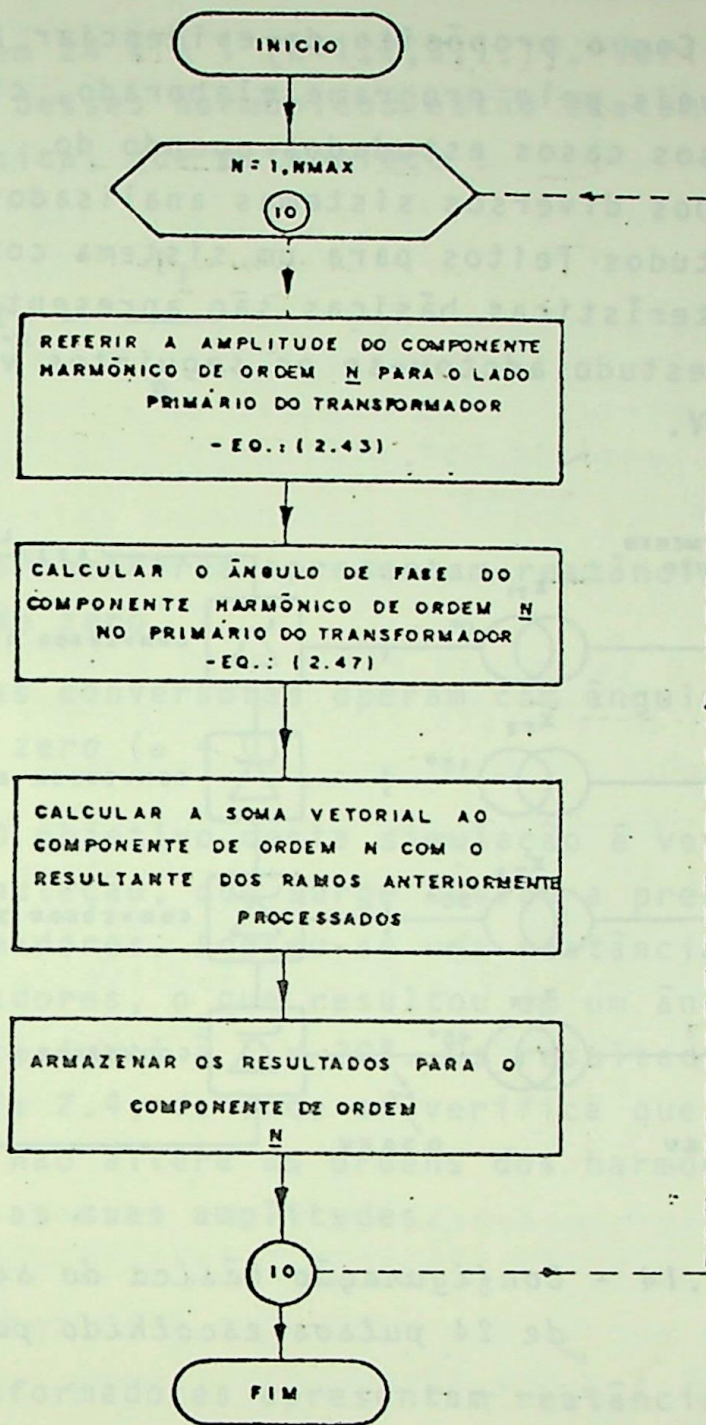 INICIO
N = 1, NMAX
10
REFERIR A AMPLITUDE DO COMPONENTE
HARMÔNICO DE ORDEM N PARA O LADO
PRIMÁRIO DO TRANSFORMADOR
- EQ.: (2.43)
CALCULAR O ÂNGULO DE FASE DO
COMPONENTE HARMÔNICO DE ORDEM N
NO PRIMÁRIO DO TRANSFORMADOR
- EQ.: (2.47)
CALCULAR A SOMA VETORIAL AO
COMPONENTE DE ORDEM N COM O
RESULTANTE DOS RAMOS ANTERIORMENTE
PROCESSADOS
ARMAZENAR OS RESULTADOS PARA O
COMPONENTE DE ORDEM
N
10
FIM